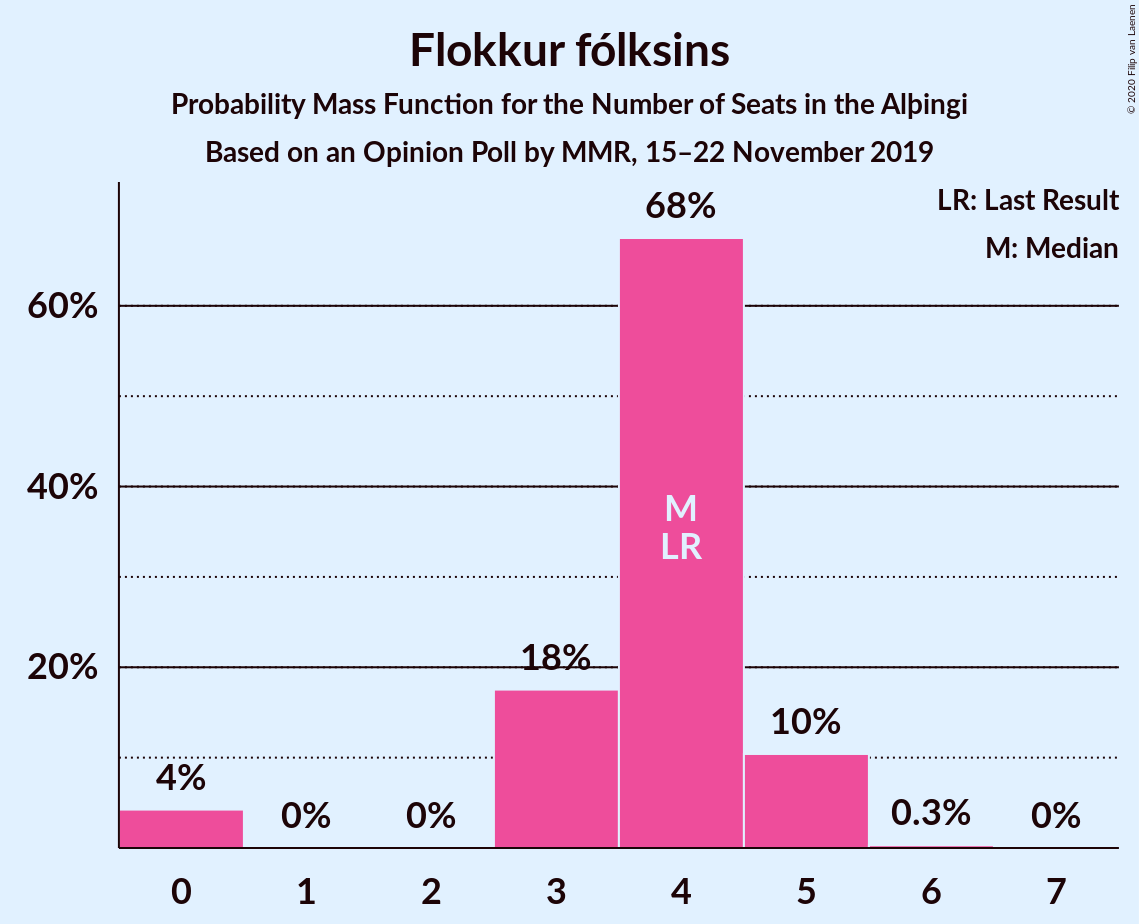 Flokkur fólksins
Probability Mass Function for the Number of Seats in the Alþingi
Based on an Opinion Poll by MMR, 15–22 November 2019
© 2020 Filip van Laenen
LR: Last Result
M: Median
68%
60%
40%
M
LR
20%
18%
10%
4%
0%
0%
0.3%
0%
0 1 2 3 4 5 6 7